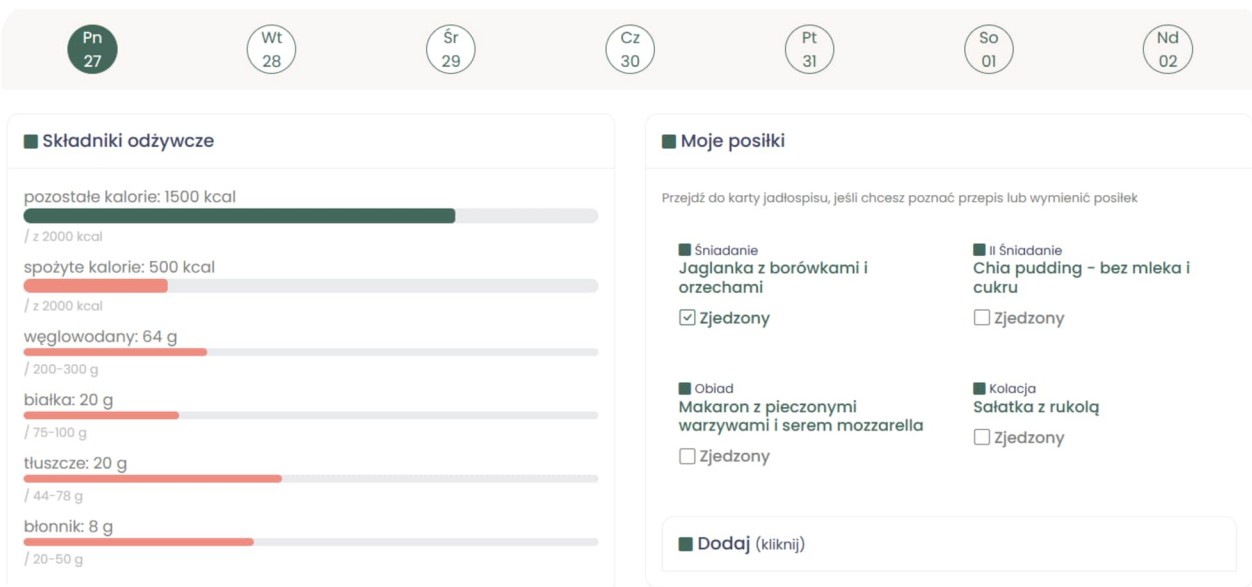 Pn
27
Wt
28
Śr
29
Cz
30
Pt
31
So
01
Nd
02
Składniki odżywcze
pozostałe kalorie: 1500 kcal
/ z 2000 kcal
spożyte kalorie: 500 kcal
/ z 2000 kcal
węglowodany: 64 g
/ 200-300 g
białka: 20 g
/ 75-100 g
tłuszcze: 20 g
/ 44-78 g
błonnik: 8 g
/ 20-50 g
Moje posiłki
Przejdź do karty jadłospisu, jeśli chcesz poznać przepis lub wymienić posiłek
Śniadanie
Jaglanka z borówkami i
orzechami
Zjedzony
II Śniadanie
Chia pudding - bez mleka i
cukru
Zjedzony
Obiad
Makaron z pieczonymi
warzywami i serem mozzarella
Zjedzony
Kolacja
Sałatka z rukolą
Zjedzony
Dodaj (kliknij)